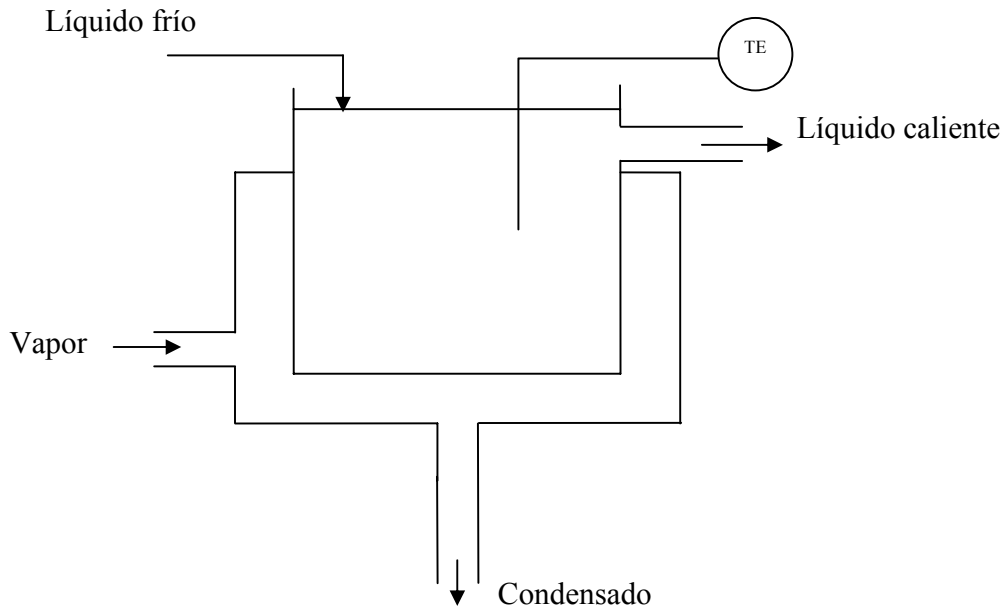 Líquido frío
TE
Líquido caliente
Vapor
Condensado